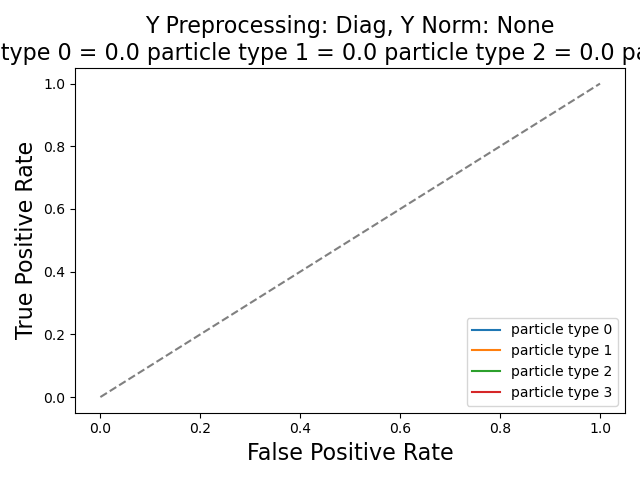 Y Preprocessing: Diag, Y Norm: None
type 0 = 0.0 particle type 1 = 0.0 particle type 2 = 0.0 pa
1.0
0.8
0.6
0.4
0.2
0.0
True Positive Rate
particle type 0
particle type 1
particle type 2
particle type 3
0.0 0.2 0.4 0.6 0.8 1.0
False Positive Rate